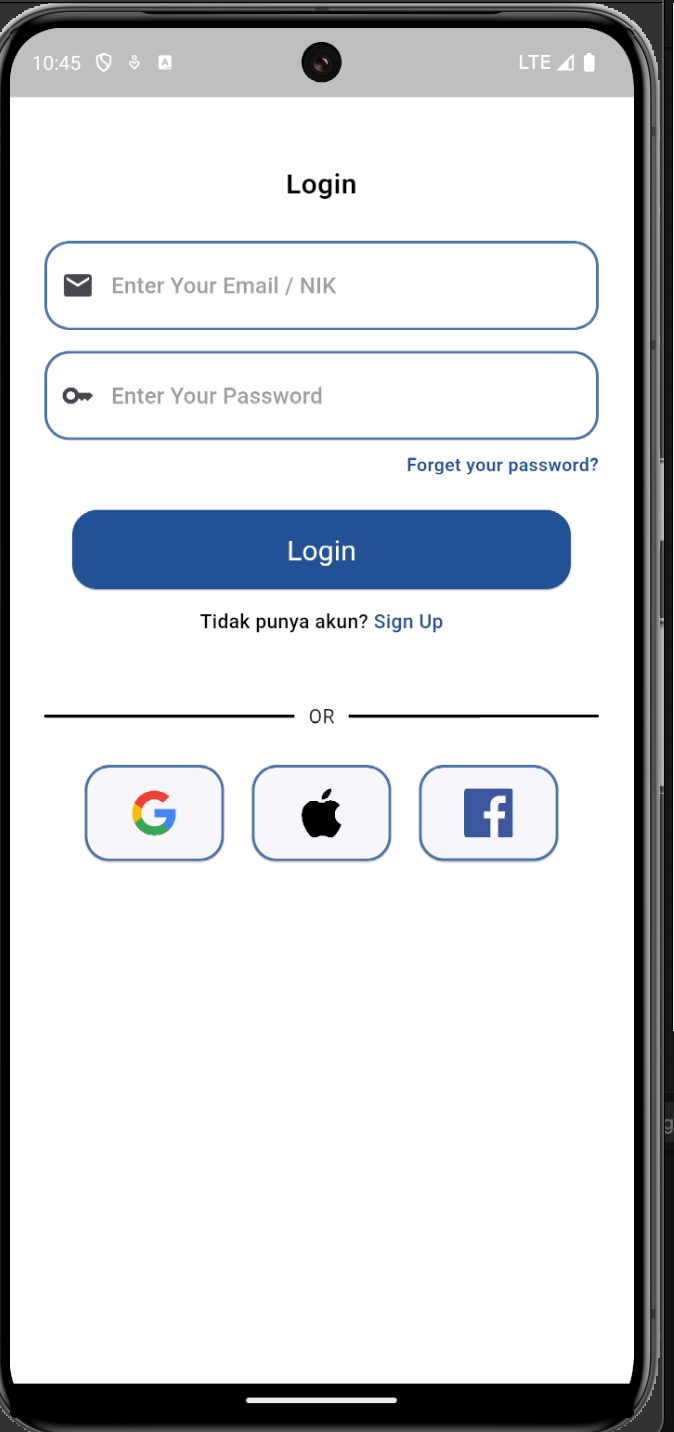 10:45 LTE
Login
Enter Your Email / NIK
Enter Your Password
Forget your password?
Login
Tidak punya akun? Sign Up
OR
g